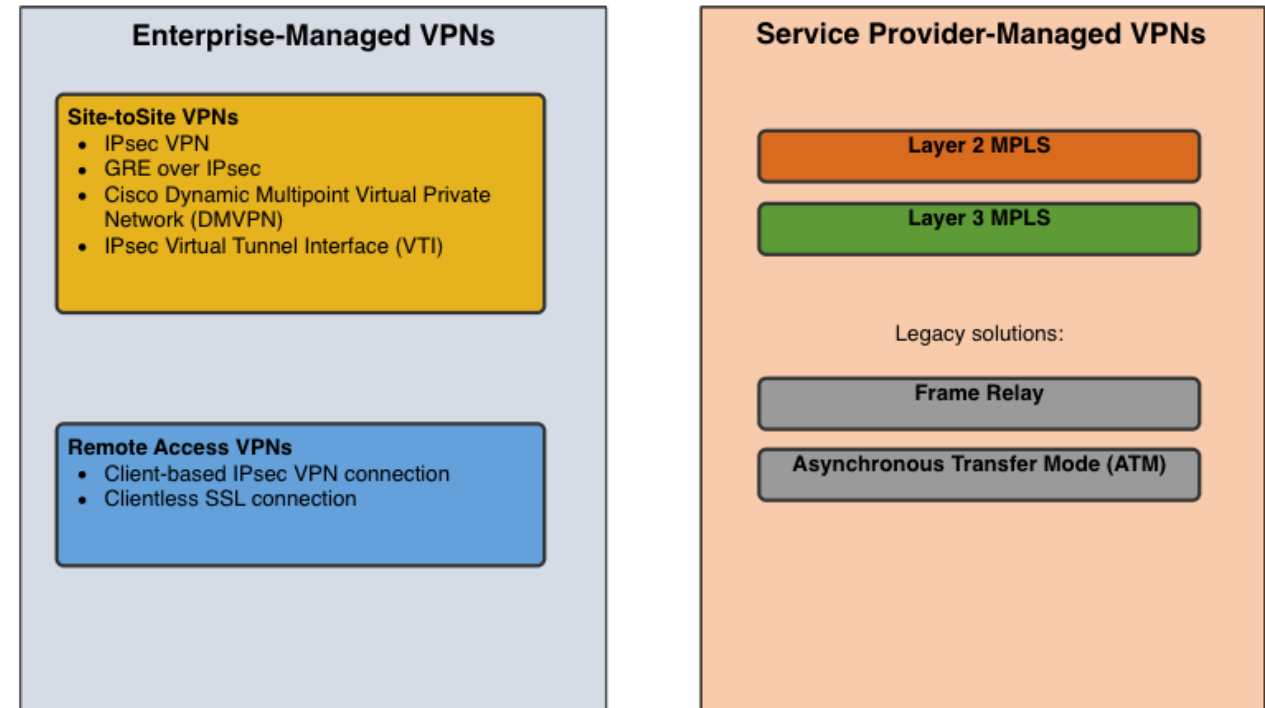 Enterprise-Managed VPNs
Site-toSite VPNs
• IPsec VPN
• GRE over IPsec
• Cisco Dynamic Multipoint Virtual Private
Network (DMVPN)
• IPsec Virtual Tunnel Interface (VTI)
Remote Access VPNs
• Client-based IPsec VPN connection
• Clientless SSL connection
Service Provider-Managed VPNs
Layer 2 MPLS
Layer 3 MPLS
Legacy solutions:
Frame Relay
Asynchronous Transfer Mode (ATM)